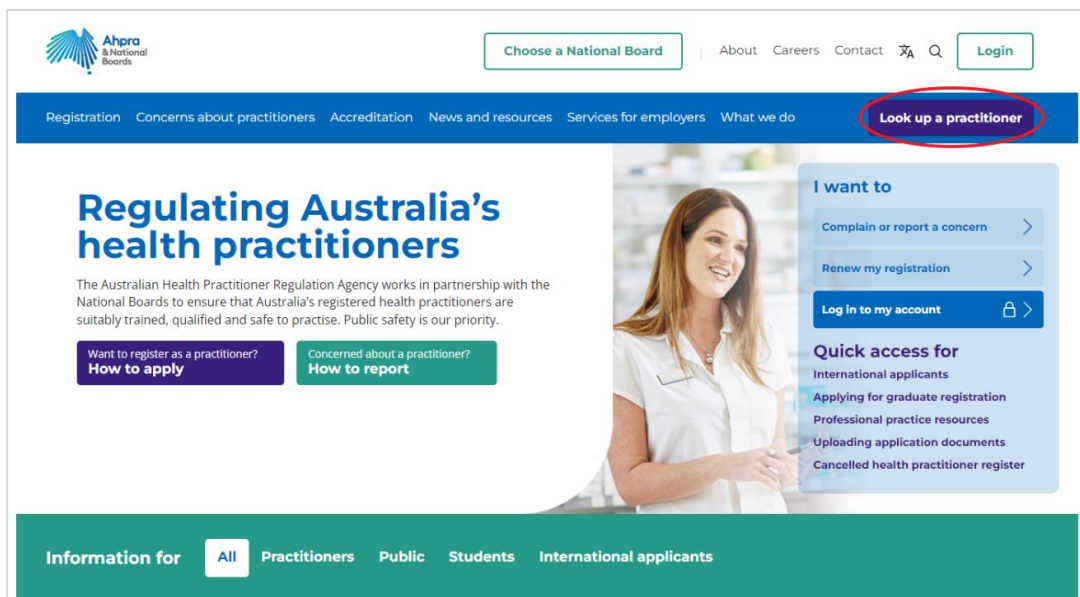 Ahpra
& National
Boards
Choose a National Board
About Careers Contact
Login
Registration Concerns about practitioners Accreditation News and resources Services for employers What we do
Look up a practitioner
Regulating Australia's
health practitioners
The Australian Health Practitioner Regulation Agency works in partnership with the
National Boards to ensure that Australia's registered health practitioners are
suitably trained, qualified and safe to practise. Public safety is our priority.
Want to register as a practitioner?
How to apply
Concerned about a practitioner?
How to report
I want to
Complain or report a concern
Renew my registration
Log in to my account
Quick access for
International applicants
Applying for graduate registration
Professional practice resources
Uploading application documents
Cancelled health practitioner register
Information for All Practitioners Public Students International applicants